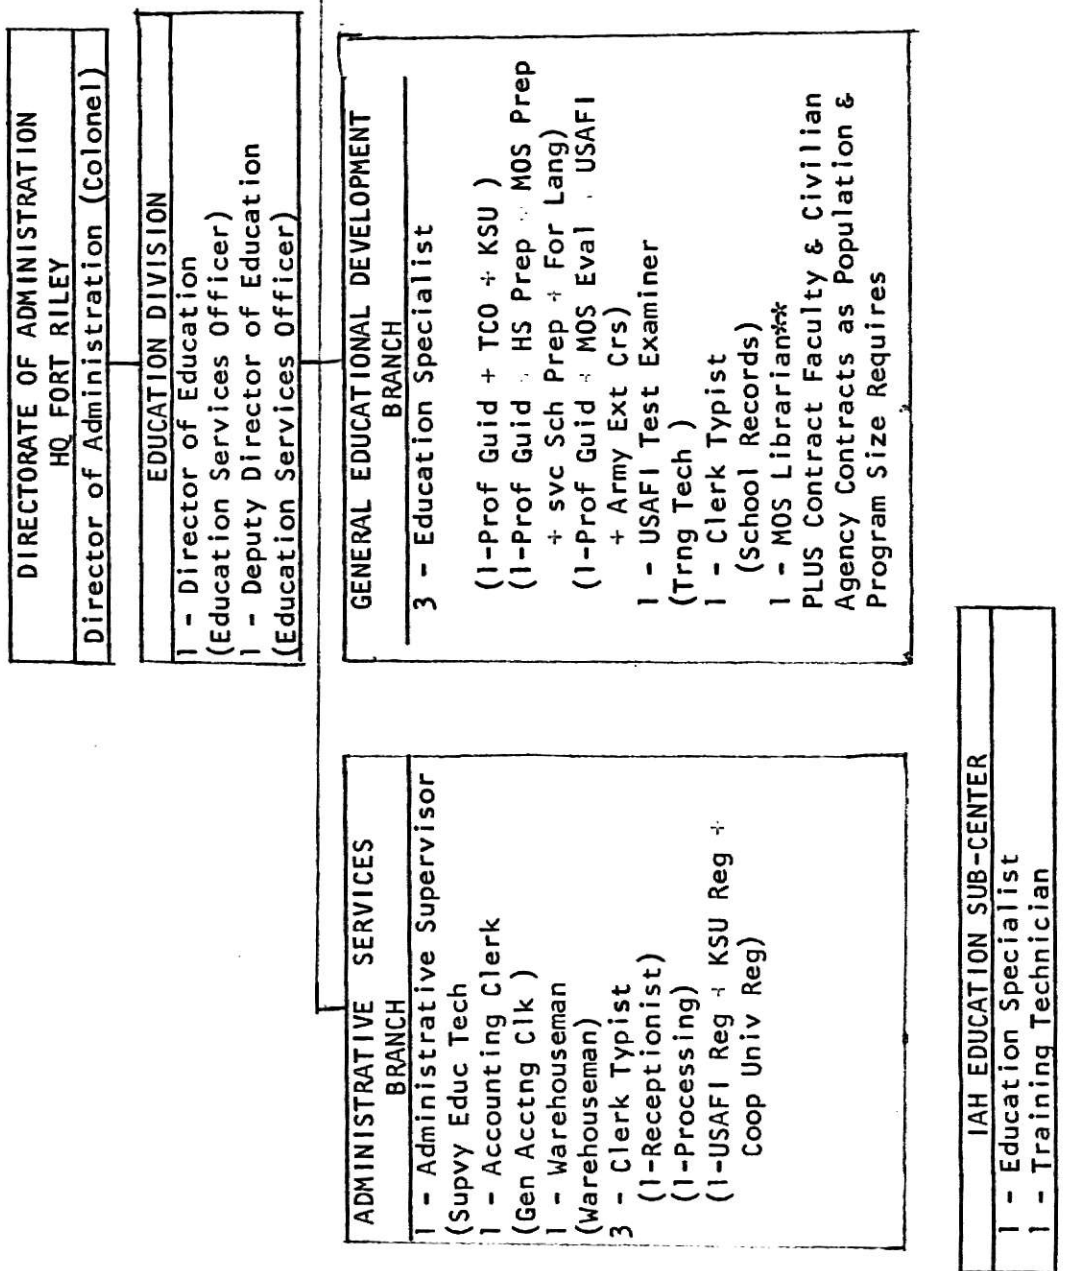 DIRECTORATE OF ADMINISTRATION
HQ FORT RILEY
Director of Administration (Colonel)
EDUCATION DIVISION
1 - Director of Education
(Education Services Officer)
1 - Deputy Director of Education
(Education Services Officer)
ADMINISTRATIVE SERVICES
BRANCH
1 - Administrative Supervisor
(Supvy Educ Tech
1 - Accounting Clerk
(Gen Acctng Clk )
1 - Warehouseman
(Warehouseman)
3 - Clerk Typist
(1-Receptionist)
(1-Processing)
(1-USAFI Reg + KSU Reg +
Coop Univ Reg)
GENERAL EDUCATIONAL DEVELOPMENT
BRANCH
3 - Education Specialist
(1-Prof Guid + TCO + KSU )
(1-Prof Guid + HS Prep + MOS Prep
+ svc Sch Prep + For Lang)
(1-Prof Guid + MOS Eval + USAFI
+ Army Ext Crs)
1 - USAFI Test Examiner
(Trng Tech )
1 - Clerk Typist
(School Records)
1 - MOS Librarian**
PLUS Contract Faculty & Civilian
Agency Contracts as Population &
Program Size Requires
IAH EDUCATION SUB-CENTER
1 - Education Specialist
1 - Training Technician